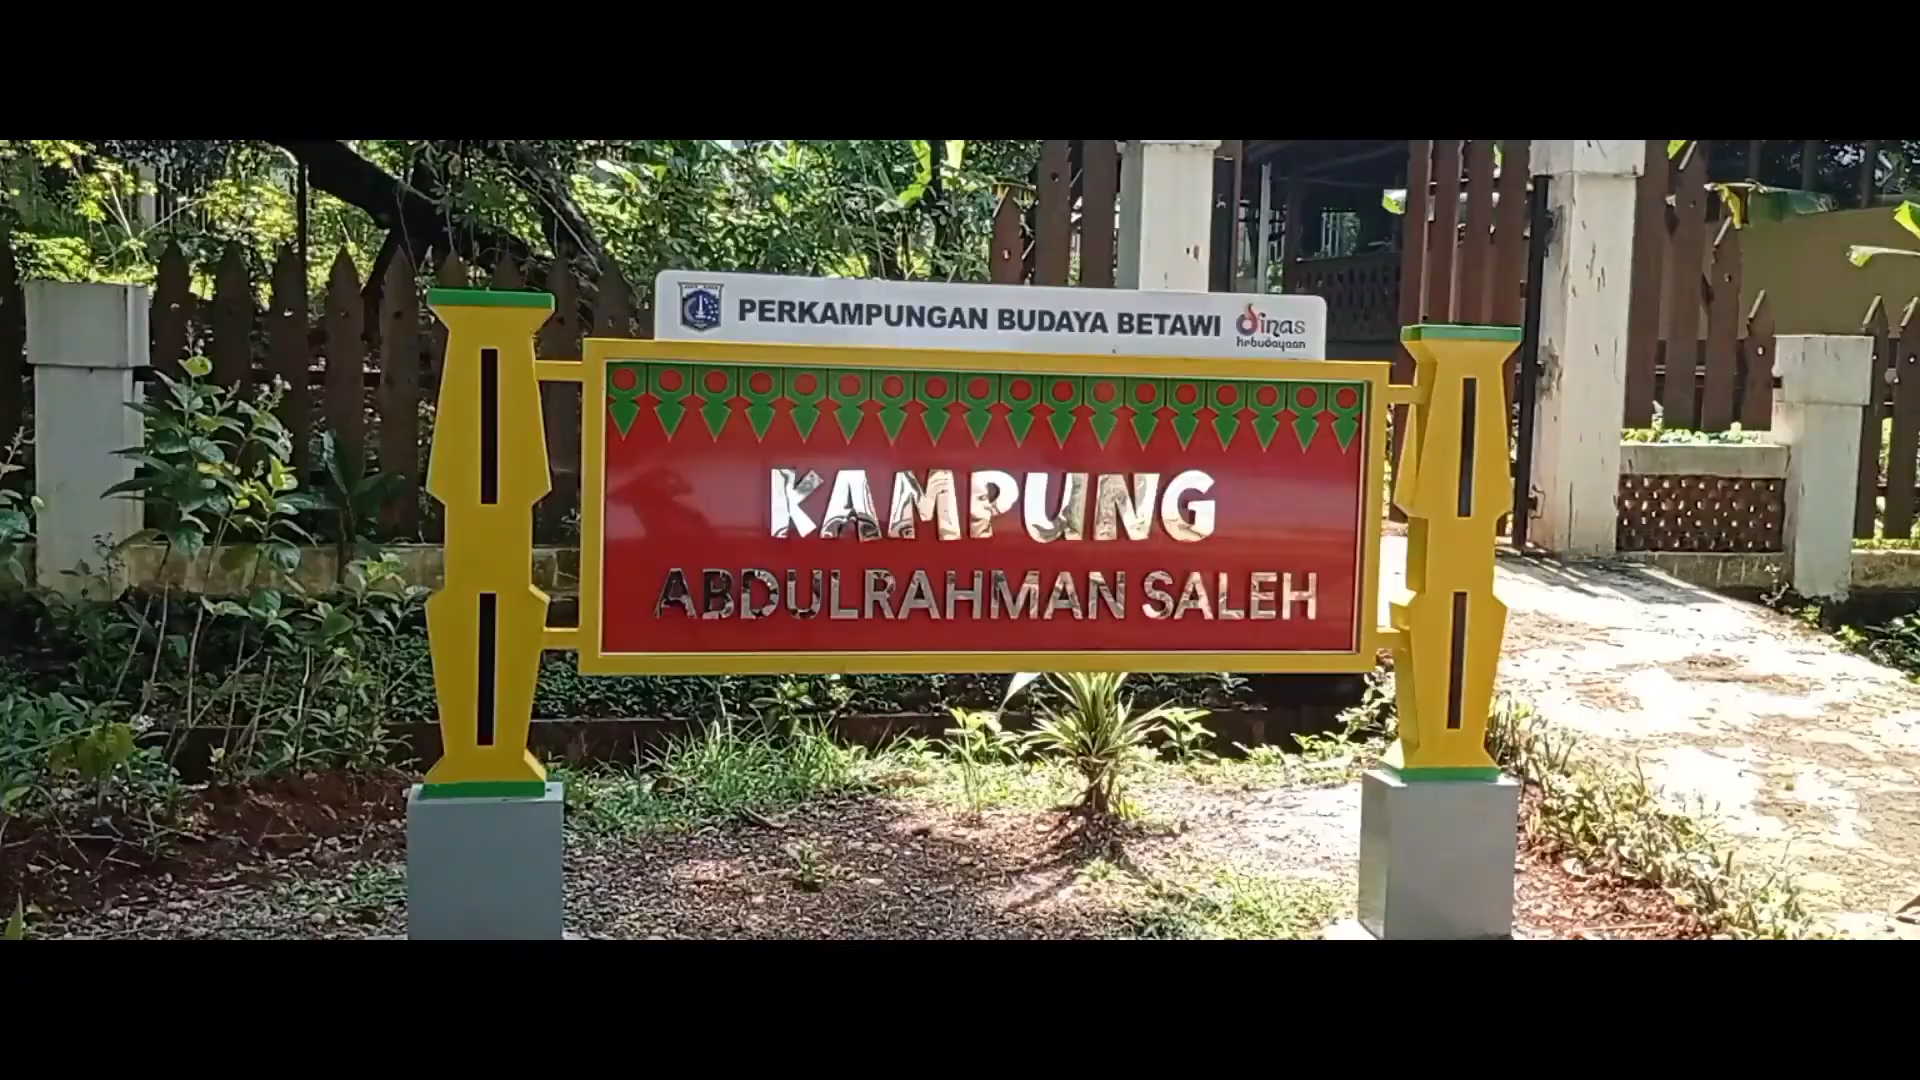 PERKAMPUNGAN BUDAYA BETAWI
Dinas
Kebudayaan
KAMPUNG
ABDULRAHMAN SALEH